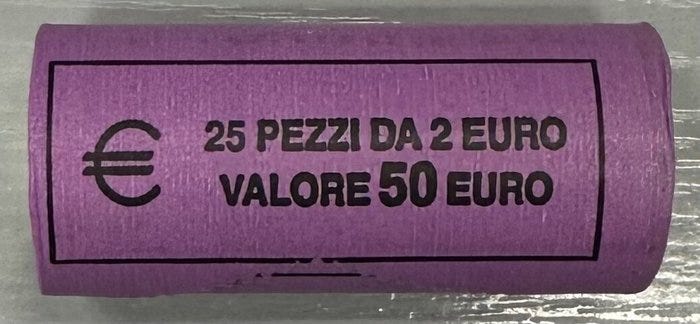 € 25 PEZZI DA 2 EURO
VALORE 50 EURO